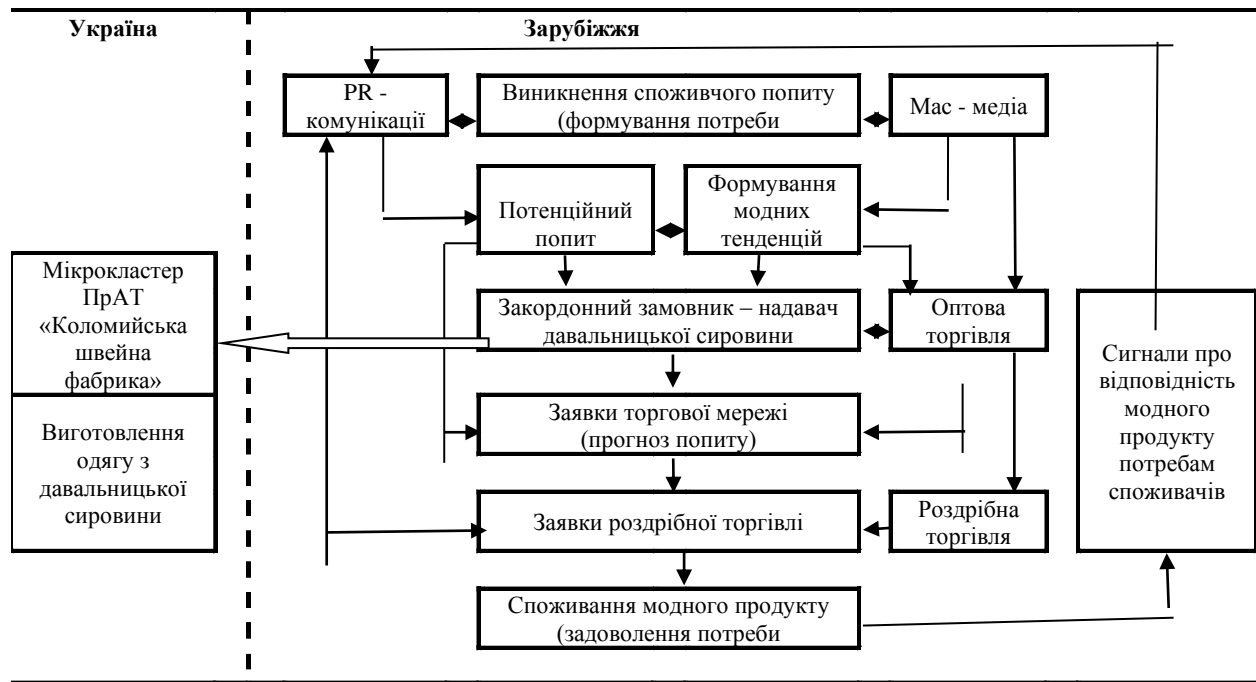 Україна
Зарубіжжя
PR -
комунікації
Виникнення споживчого попиту
(формування потреби
Мас - медіа
Потенційний
попит
Формування
модних
тенденцій
Мікрокластер
ПрАТ
«Коломийська
швейна
фабрика»
Закордонний замовник – надавач
давальницької сировини
Оптова
торгівля
Сигнали про
відповідність
модного
продукту
потребам
споживачів
Виготовлення
одягу з
давальницької
сировини
Заявки торгової мережі
(прогноз попиту)
Заявки роздрібної торгівлі
Роздрібна
торгівля
Споживання модного продукту
(задоволення потреби